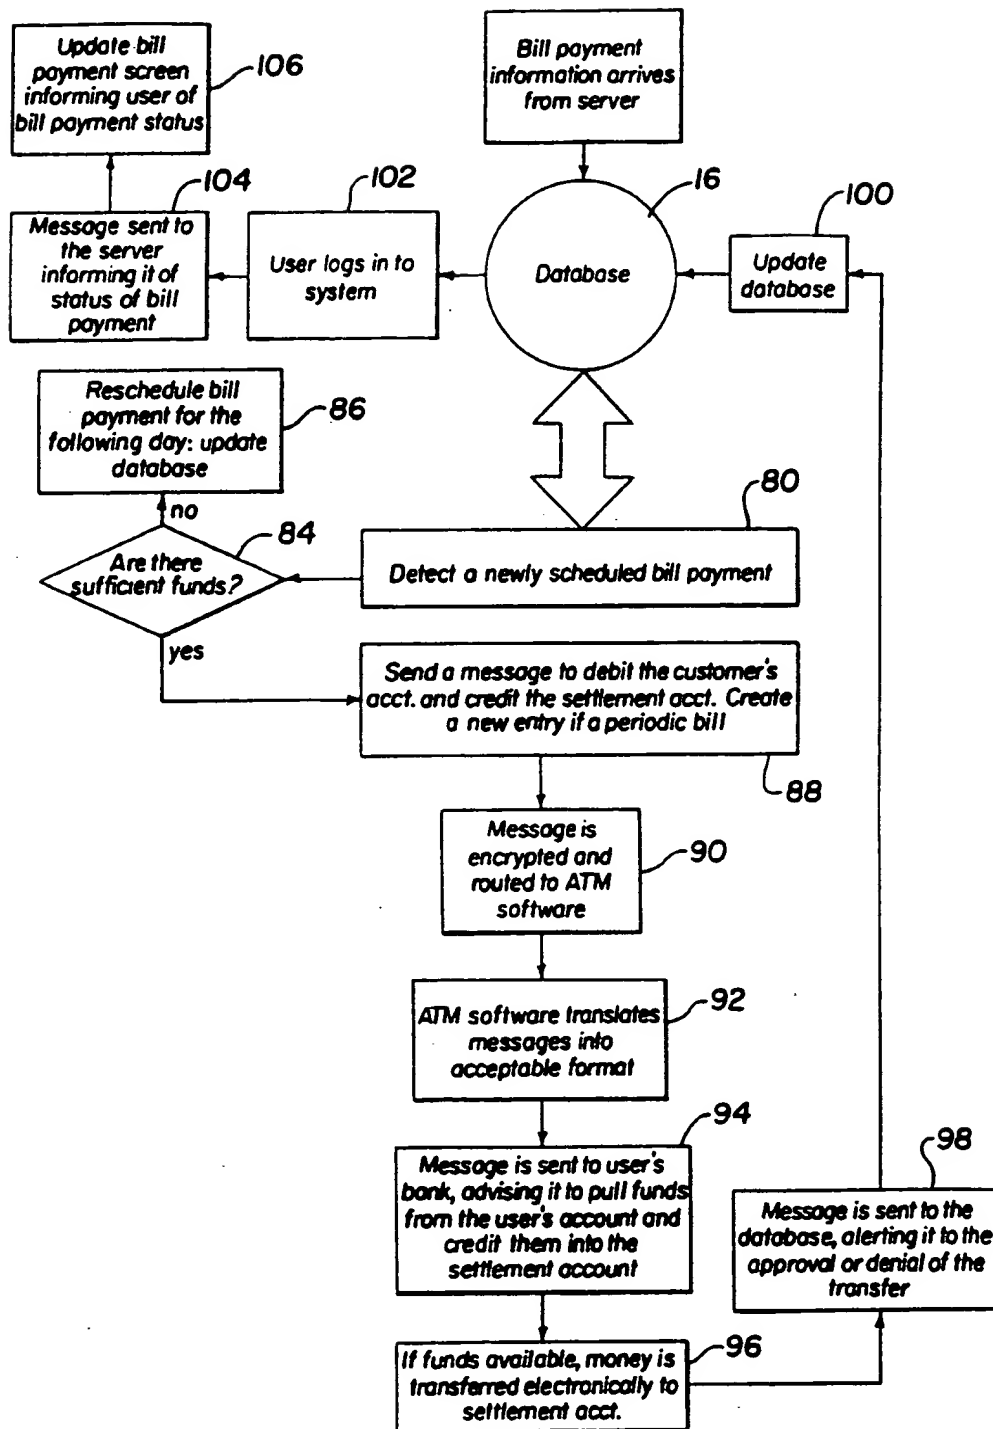 Update bill
payment screen
informing user of
bill payment status
106
Bill payment
information arrives
from server
104
Message sent to
the server
informing it of
status of bill
payment
102
User logs in to
system
16
Database
100
Update
database
Reschedule bill
payment for the
following day: update
database
86
no
84
Are there
sufficient funds?
yes
80
Detect a newly scheduled bill payment
Send a message to debit the customer's
acct. and credit the settlement acct. Create
a new entry if a periodic bill
88
Message is
encrypted and
routed to ATM
software
90
ATM software translates
messages into
acceptable format
92
94
Message is sent to user's
bank, advising it to pull funds
from the user's account and
credit them into the
settlement account
98
Message is sent to the
database, alerting it to the
approval or denial of the
transfer
If funds available, money is
transferred electronically to
settlement acct.
96